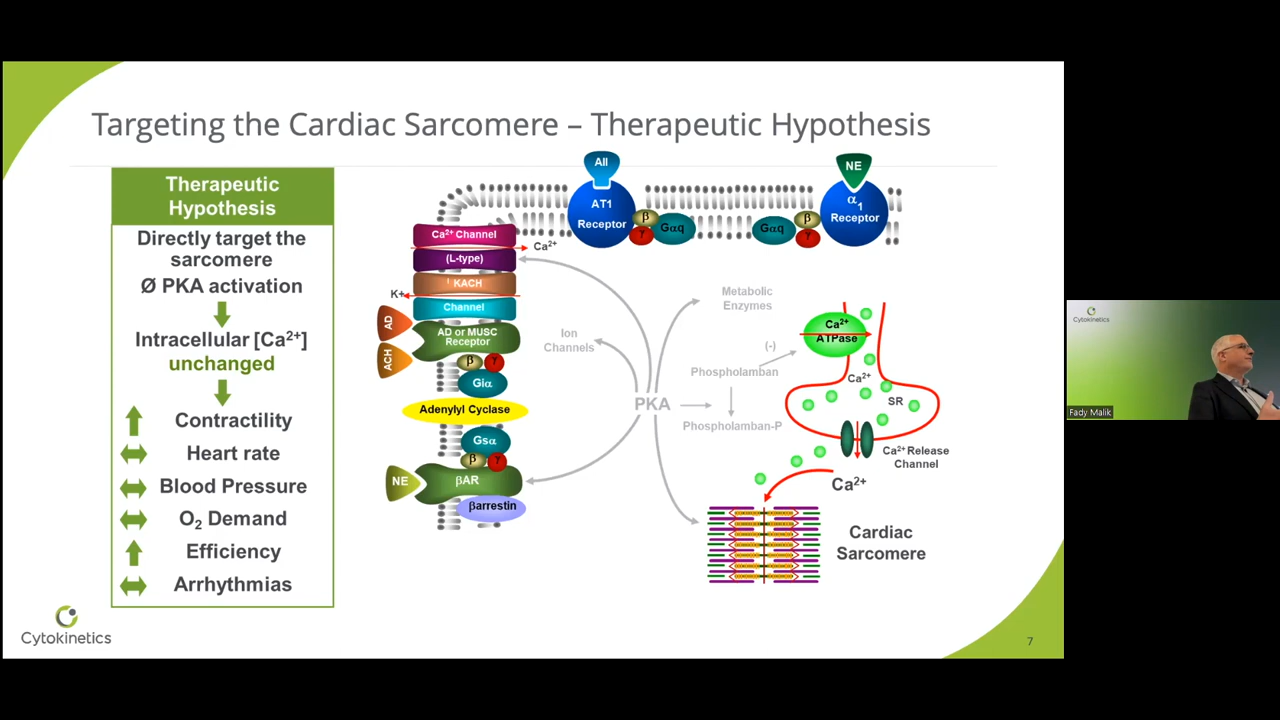 Targeting the Cardiac Sarcomere – Therapeutic Hypothesis
Therapeutic
Hypothesis
Directly target the
sarcomere
Ø PKA activation
Intracellular [Ca²⁺]
unchanged
Contractility
Heart rate
Blood Pressure
O₂ Demand
Efficiency
Arrhythmias
Cytokinetics
AII
AT1
Receptor
β
γ
Gαq
NE
α₁
Receptor
Gαq
β
γ
Ca²⁺ Channel
(L-type)
Ca²⁺
I KACH
K+
Channel
AD
ACH
AD or MUSC
Receptor
β
γ
Giα
Adenylyl Cyclase
Gsα
β
γ
NE
βAR
βarrestin
Ion
Channels
Metabolic
Enzymes
(-)
Phospholamban
PKA
Phospholamban-P
Ca²⁺
ATPase
Ca²⁺
SR
Ca²⁺ Release
Channel
Ca²⁺
Cardiac
Sarcomere
7
Cytokinetics
Fady Malik